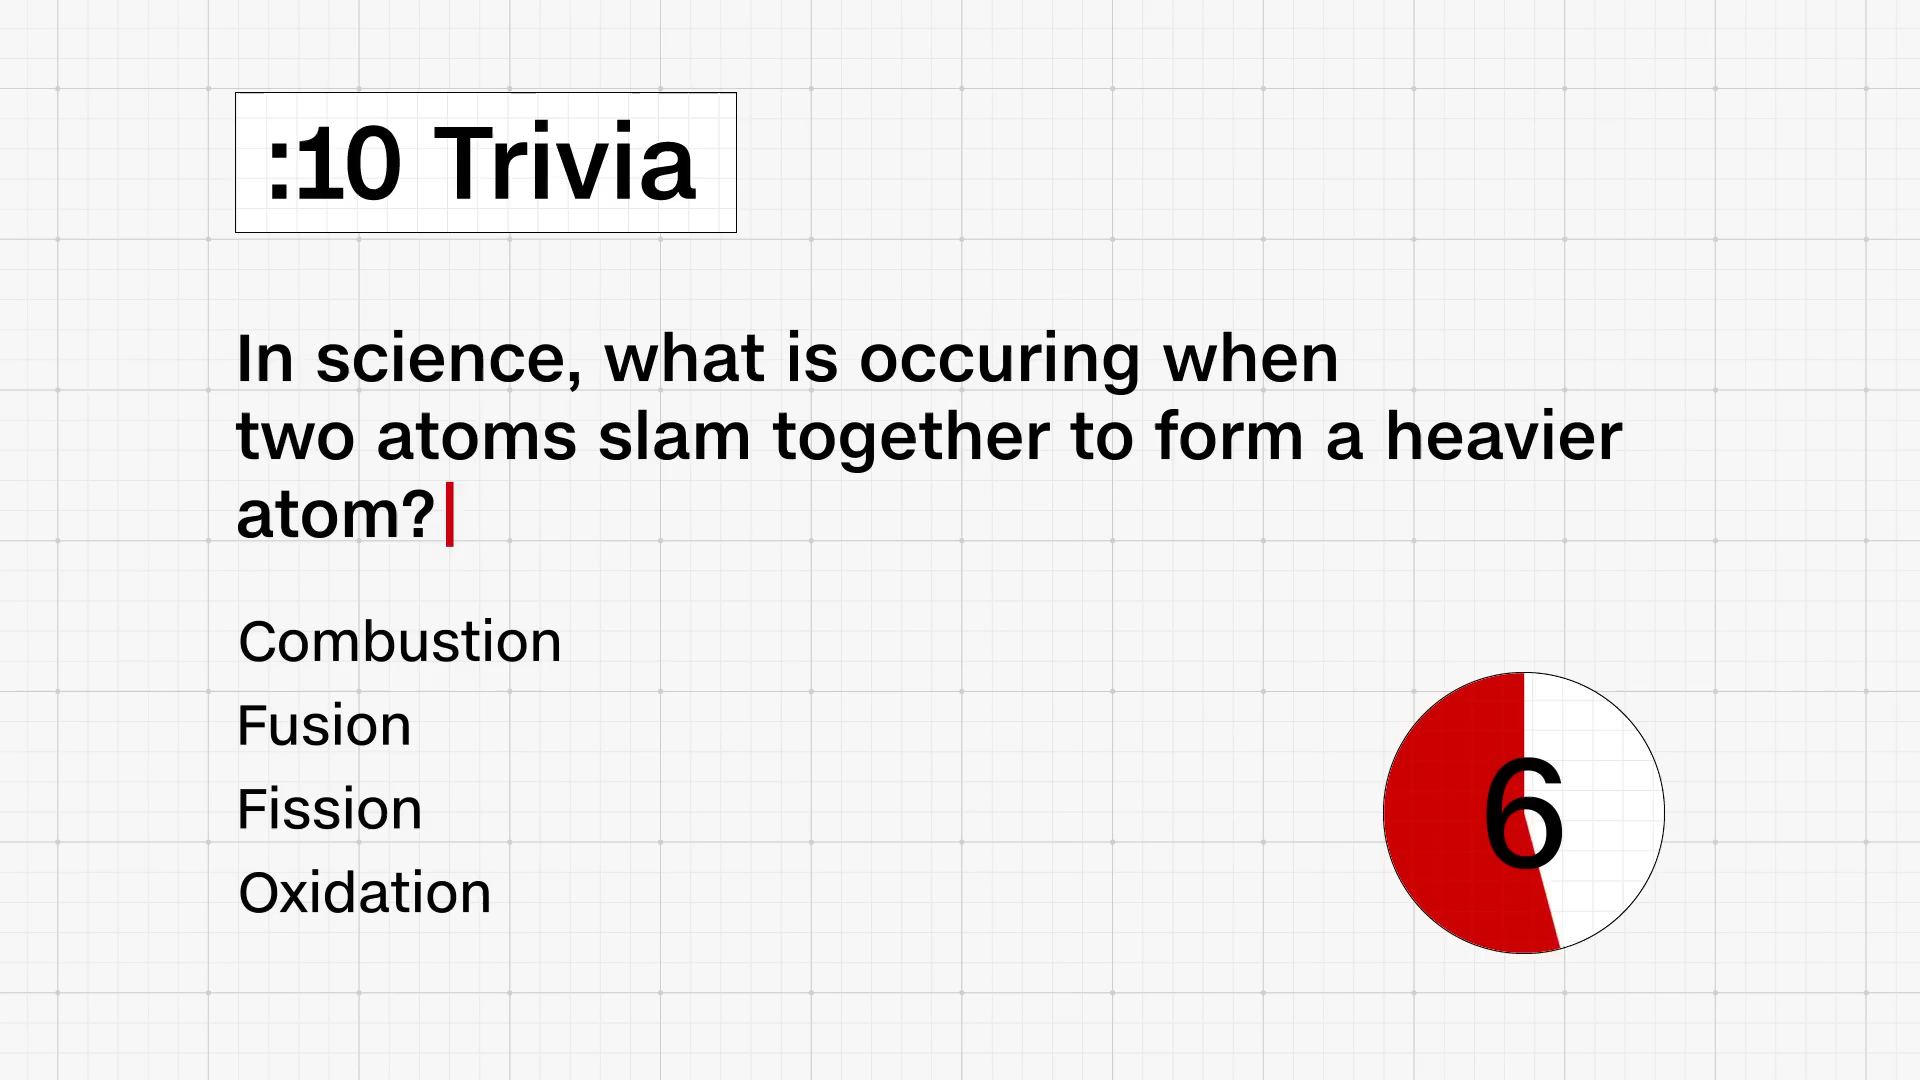 :10 Trivia
In science, what is occuring when
two atoms slam together to form a heavier
atom?
Combustion
Fusion
Fission
Oxidation
6